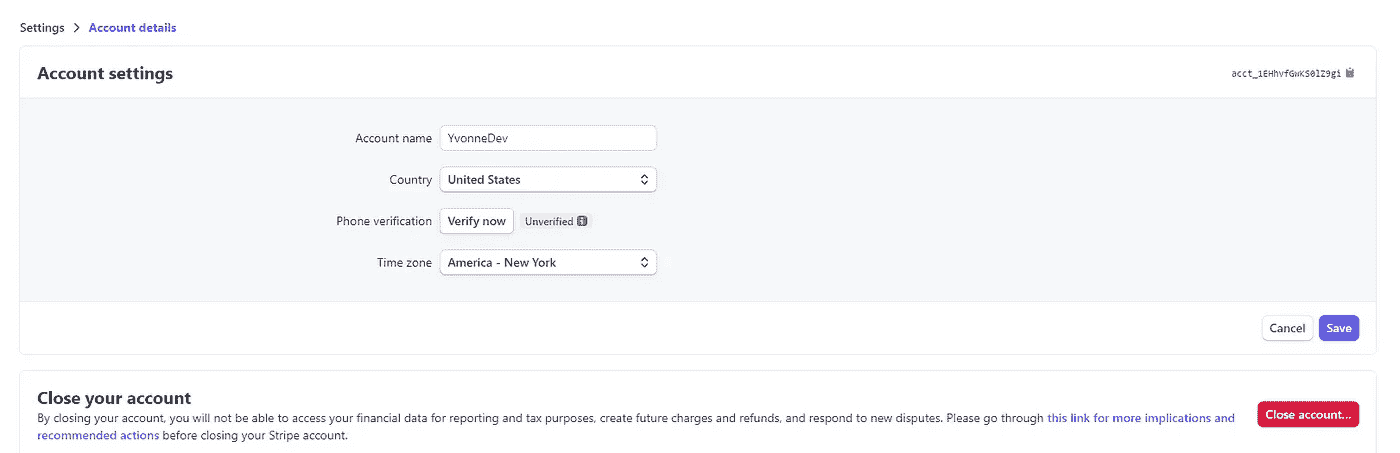 Settings > Account details
Account settings
acct_1EHhvfGwKS0lZ9gi
Account name YvonneDev
Country United States
Phone verification Verify now Unverified
Time zone America - New York
Cancel Save
Close your account
By closing your account, you will not be able to access your financial data for reporting and tax purposes, create future charges and refunds, and respond to new disputes. Please go through this link for more implications and
recommended actions before closing your Stripe account.
Close account...